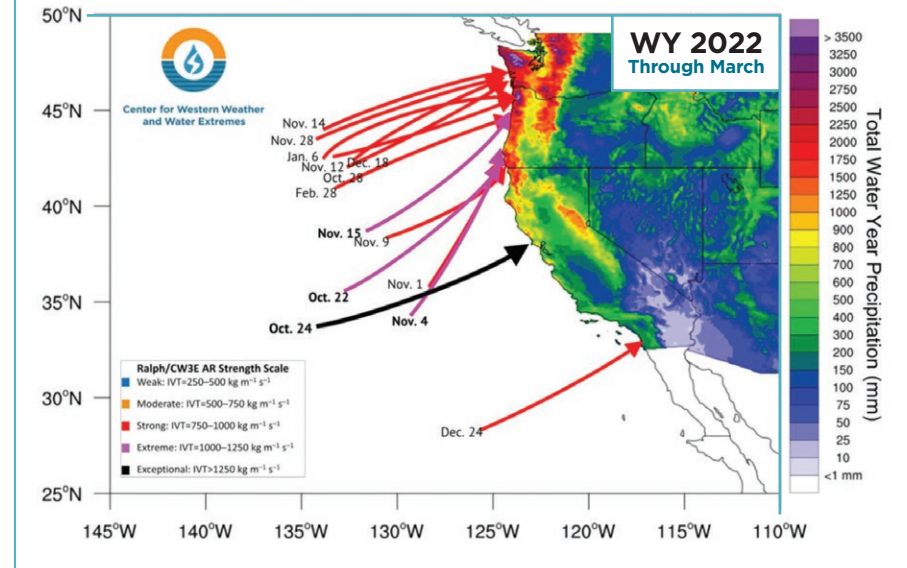 50°N
45°N
40°N
35°N
30°N
25°N
145°W
140°W
135°W
130°W
125°W
120°W
115°W
110°W
Center for Western Weather
and Water Extremes
WY 2022
Through March
Nov. 14
Nov. 28
Jan. 6
Nov. 12
Dec. 18
Oct. 28
Feb. 28
Nov. 15
Nov. 9
Oct. 22
Nov. 1
Oct. 24
Nov. 4
Dec. 24
Ralph/CW3E AR Strength Scale
Weak: IVT=250–500 kg m⁻¹ s⁻¹
Moderate: IVT=500–750 kg m⁻¹ s⁻¹
Strong: IVT=750–1000 kg m⁻¹ s⁻¹
Extreme: IVT=1000–1250 kg m⁻¹ s⁻¹
Exceptional: IVT>1250 kg m⁻¹ s⁻¹
> 3500
3250
3000
2750
2500
2250
2000
1750
1500
1250
1000
900
800
700
600
500
400
300
200
150
100
75
50
25
10
<1 mm
Total Water Year Precipitation (mm)